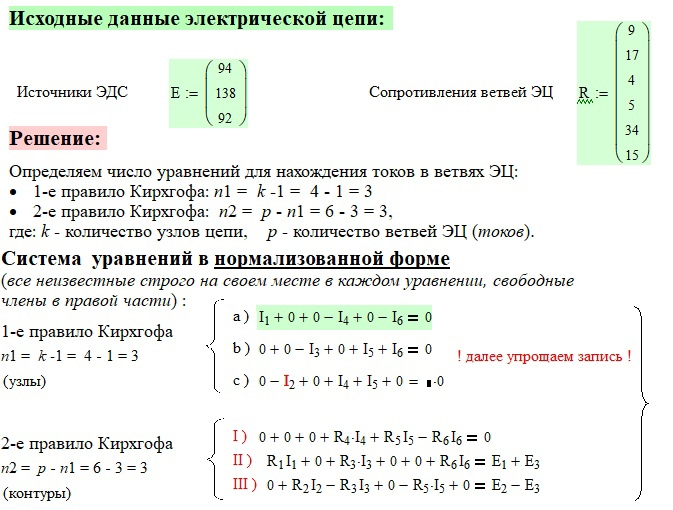 Исходные данные электрической цепи:
Источники ЭДС E := ( 94 138 92 ) Сопротивления ветвей ЭЦ R := ( 9 17 4 5 34 15 )
Решение:
Определяем число уравнений для нахождения токов в ветвях ЭЦ:
• 1-е правило Кирхгофа: n1 = k -1 = 4 - 1 = 3
• 2-е правило Кирхгофа: n2 = p - n1 = 6 - 3 = 3,
где: k - количество узлов цепи, p - количество ветвей ЭЦ (токов).
Система уравнений в нормализованной форме
(все неизвестные строго на своем месте в каждом уравнении, свободные
члены в правой части) :
1-е правило Кирхгофа
n1 = k -1 = 4 - 1 = 3
(узлы)
a ) I₁ + 0 + 0 − I₄ + 0 − I₆ = 0
b ) 0 + 0 − I₃ + 0 + I₅ + I₆ = 0
c ) 0 − I₂ + 0 + I₄ + I₅ + 0 = ∎·0
! далее упрощаем запись !
2-е правило Кирхгофа
n2 = p - n1 = 6 - 3 = 3
(контуры)
I ) 0 + 0 + 0 + R₄·I₄ + R₅I₅ − R₆I₆ = 0
II ) R₁I₁ + 0 + R₃·I₃ + 0 + 0 + R₆I₆ = E₁ + E₃
III ) 0 + R₂I₂ − R₃I₃ + 0 − R₅·I₅ + 0 = E₂ − E₃